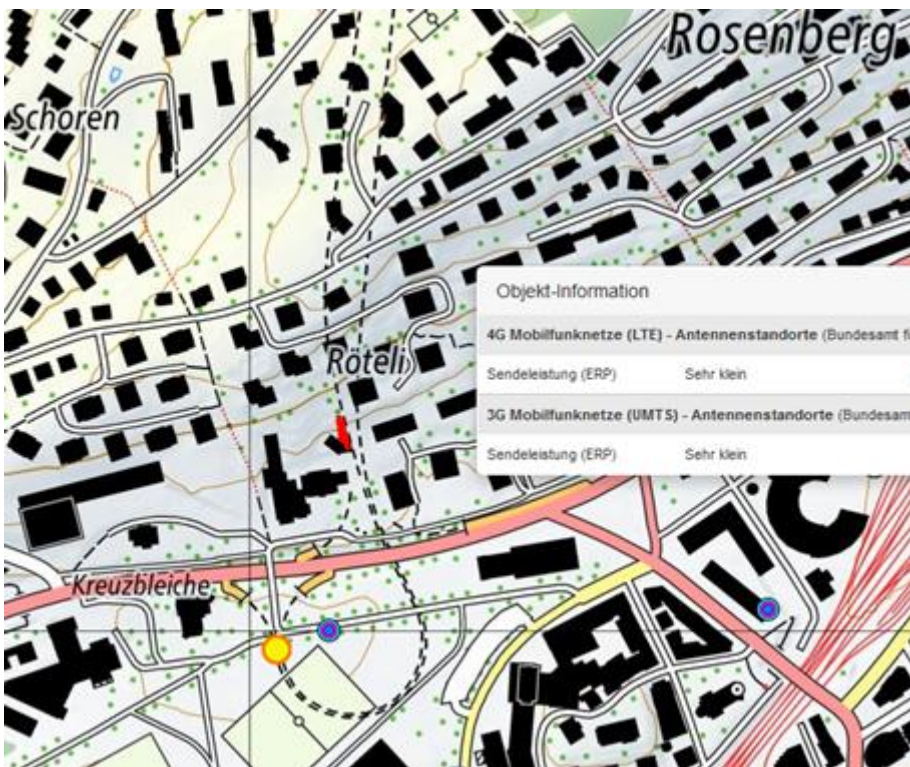 Rosenberg
Schoren
Objekt-Information
4G Mobilfunknetze (LTE) - Antennenstandorte (Bundesamt
Röteli
Sendeleistung (ERP) Sehr klein
3G Mobilfunknetze (UMTS) - Antennenstandorte (Bundesam
Sendeleistung (ERP) Sehr klein
Kreuzbleiche